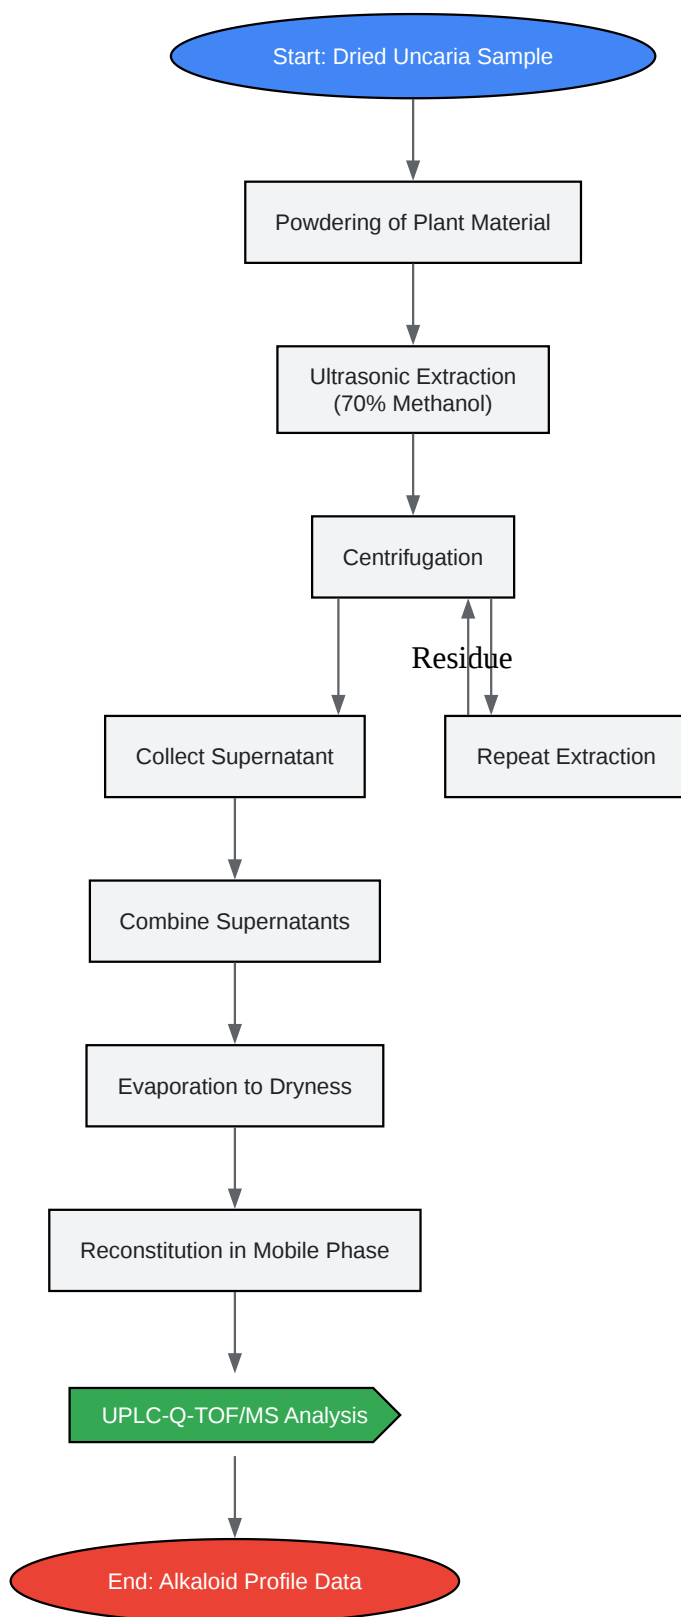 Start: Dried Uncaria Sample
Powdering of Plant Material
Ultrasonic Extraction
(70% Methanol)
Centrifugation
Residue
Collect Supernatant
Repeat Extraction
Combine Supernatants
Evaporation to Dryness
Reconstitution in Mobile Phase
UPLC-Q-TOF/MS Analysis
End: Alkaloid Profile Data